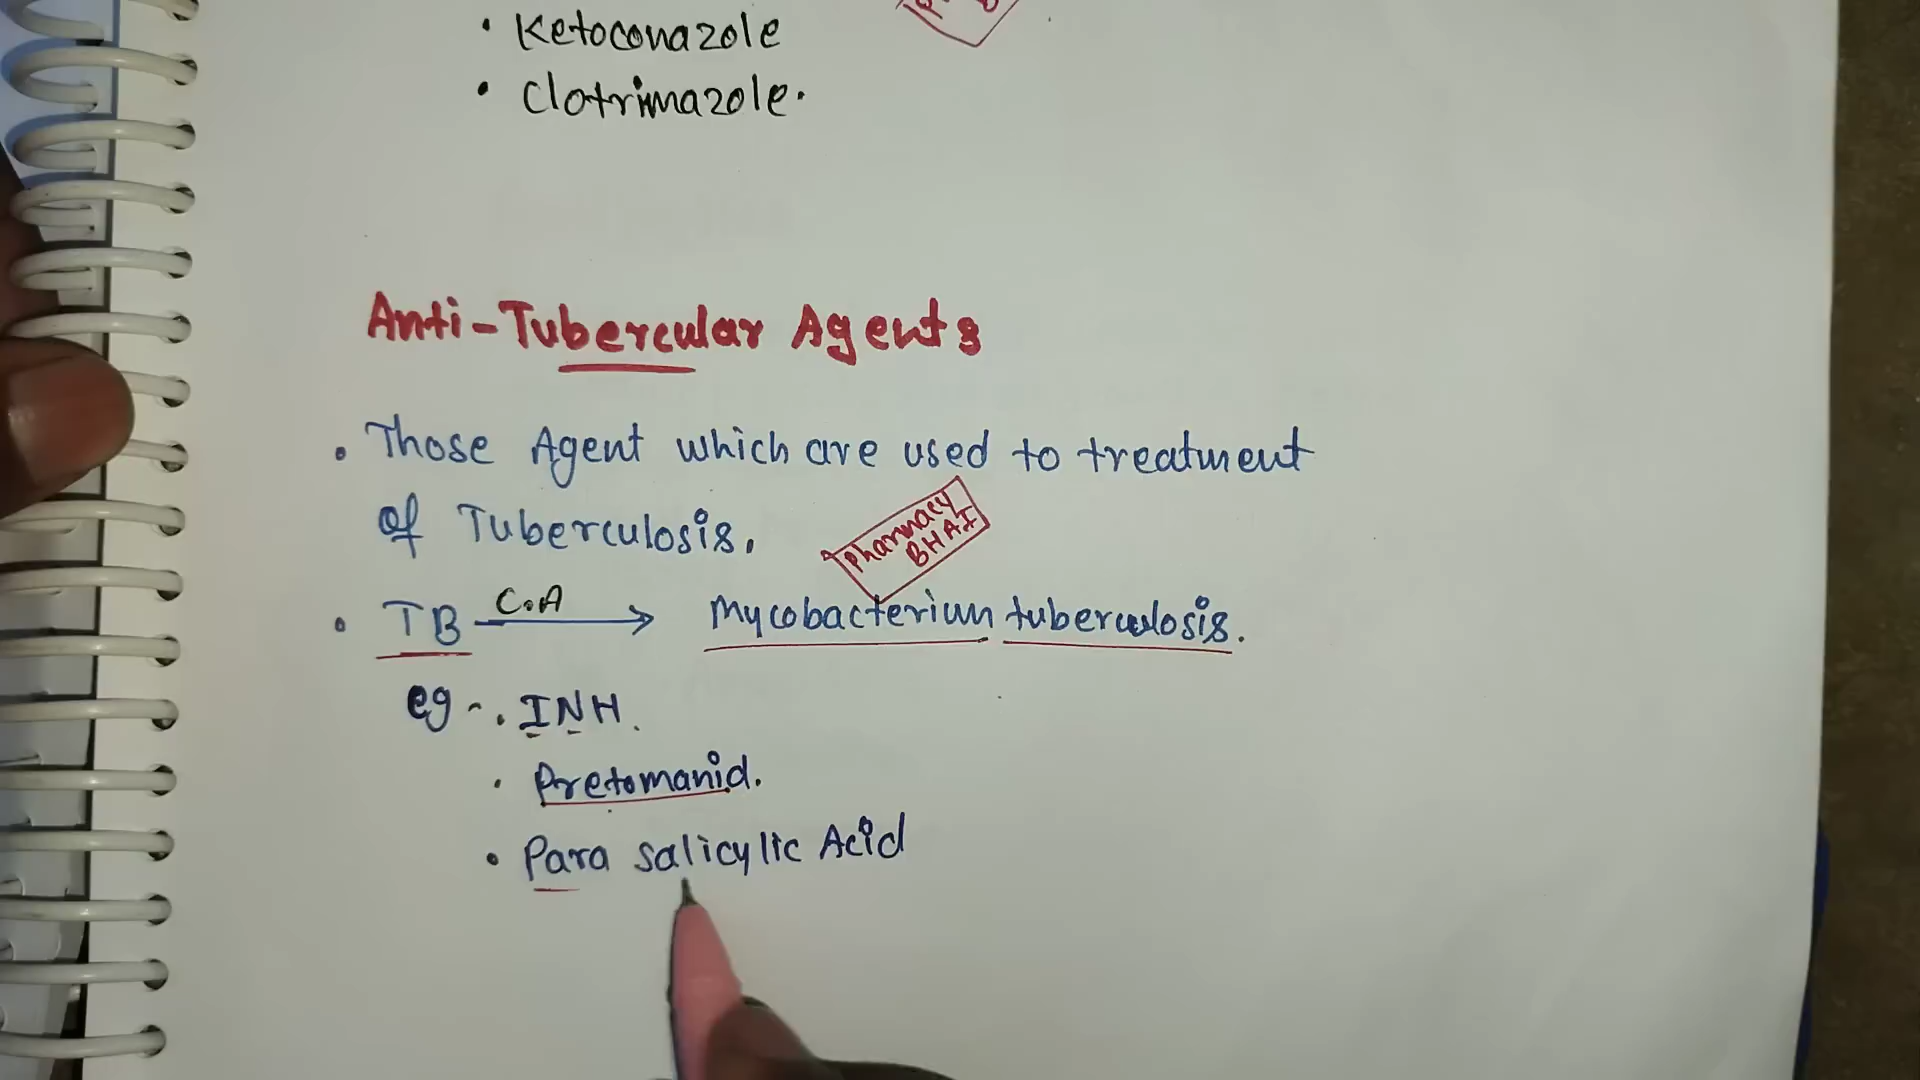 • Ketoconazole
• Clotrimazole.
Anti-Tubercular Agents
• Those Agent which are used to treatment
of Tuberculosis.
Pharmacy
BHAI
• TB C.A → Mycobacterium tuberculosis.
eg -. INH.
• Pretomanid.
• Para salicylic Acid